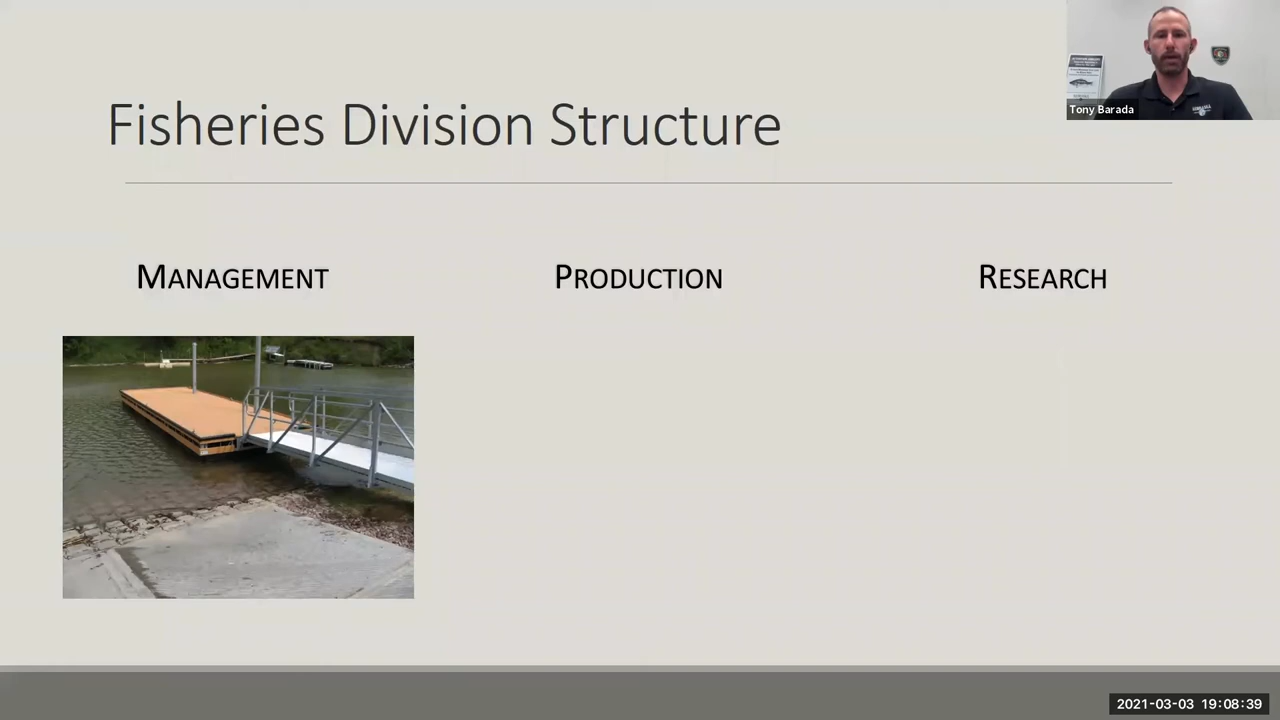 Fisheries Division Structure
Tony Barada
MANAGEMENT
PRODUCTION
RESEARCH
2021-03-03 19:08:39